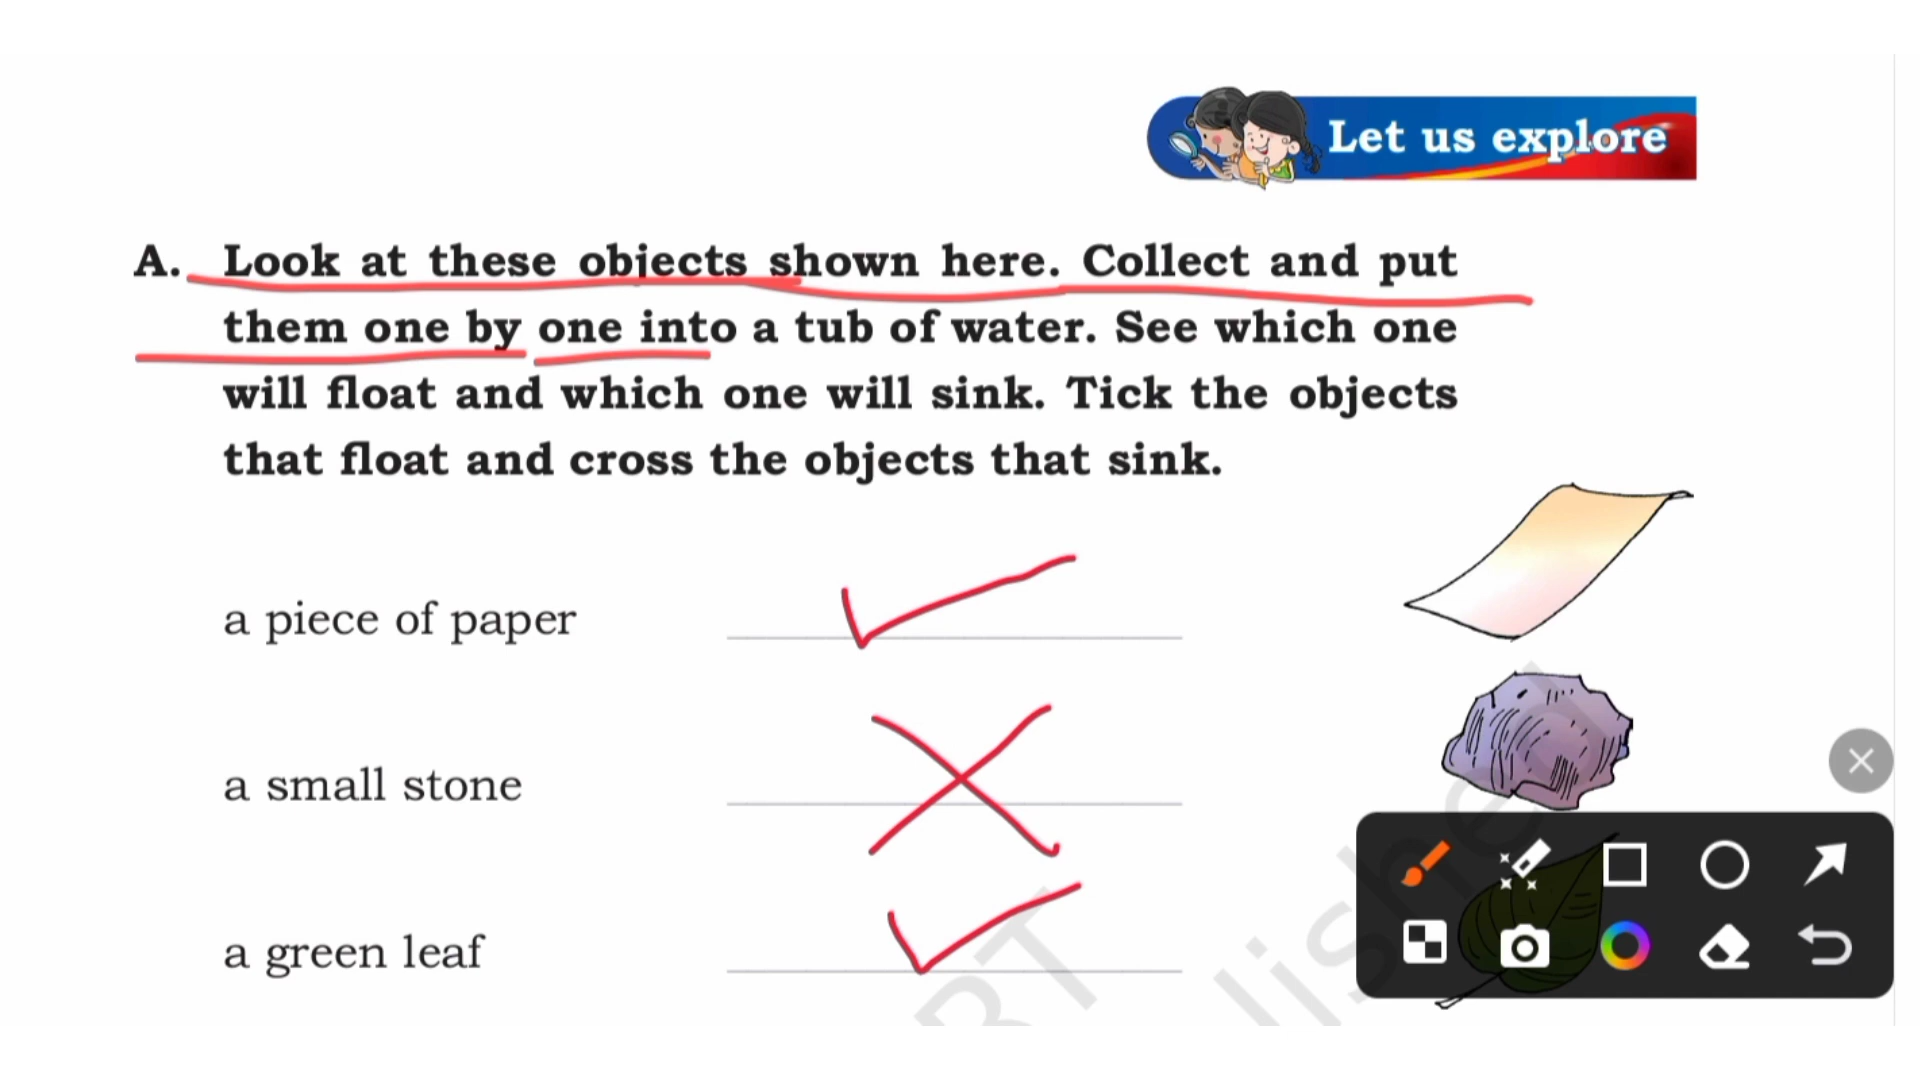 Let us explore
A. Look at these objects shown here. Collect and put
them one by one into a tub of water. See which one
will float and which one will sink. Tick the objects
that float and cross the objects that sink.
a piece of paper
a small stone
a green leaf